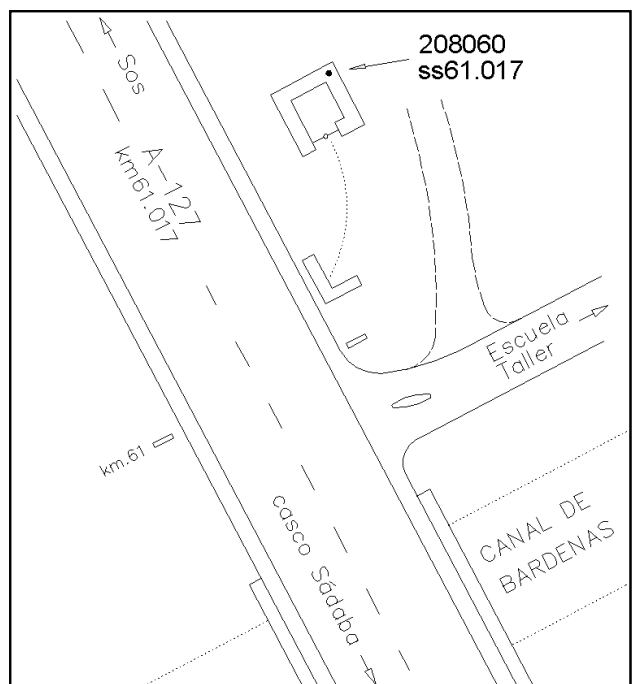 208060
ss61.017
Sos
A-127
km61.017
Escuela
Taller
km.61
casco Sádaba
CANAL DE
BARDENAS